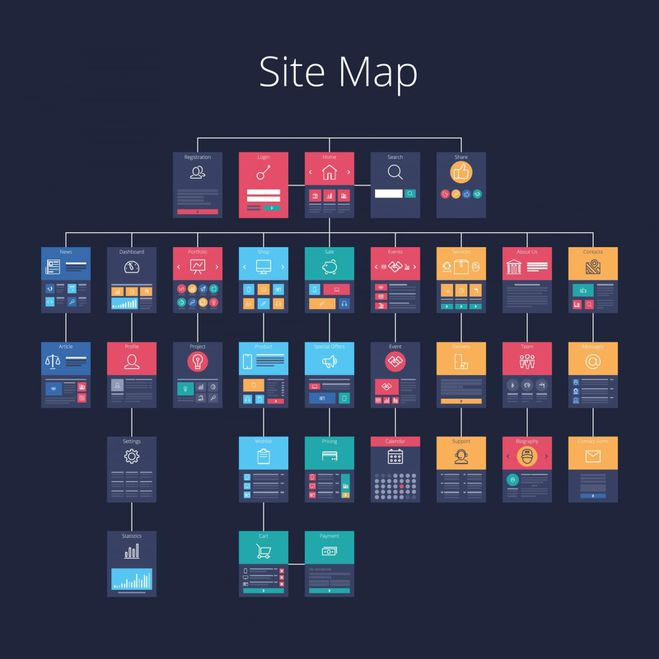 Site Map
Registration
Login
Home
Search
Share
News
Dashboard
Portfolio
Shop
Sale
Events
Services
About Us
Contacts
Article
Profile
Project
Product
Special Offers
Event
Delivery
Team
Messages
Settings
Wishlist
Pricing
Calendar
Support
Biography
Contact Form
Statistics
Cart
Payment